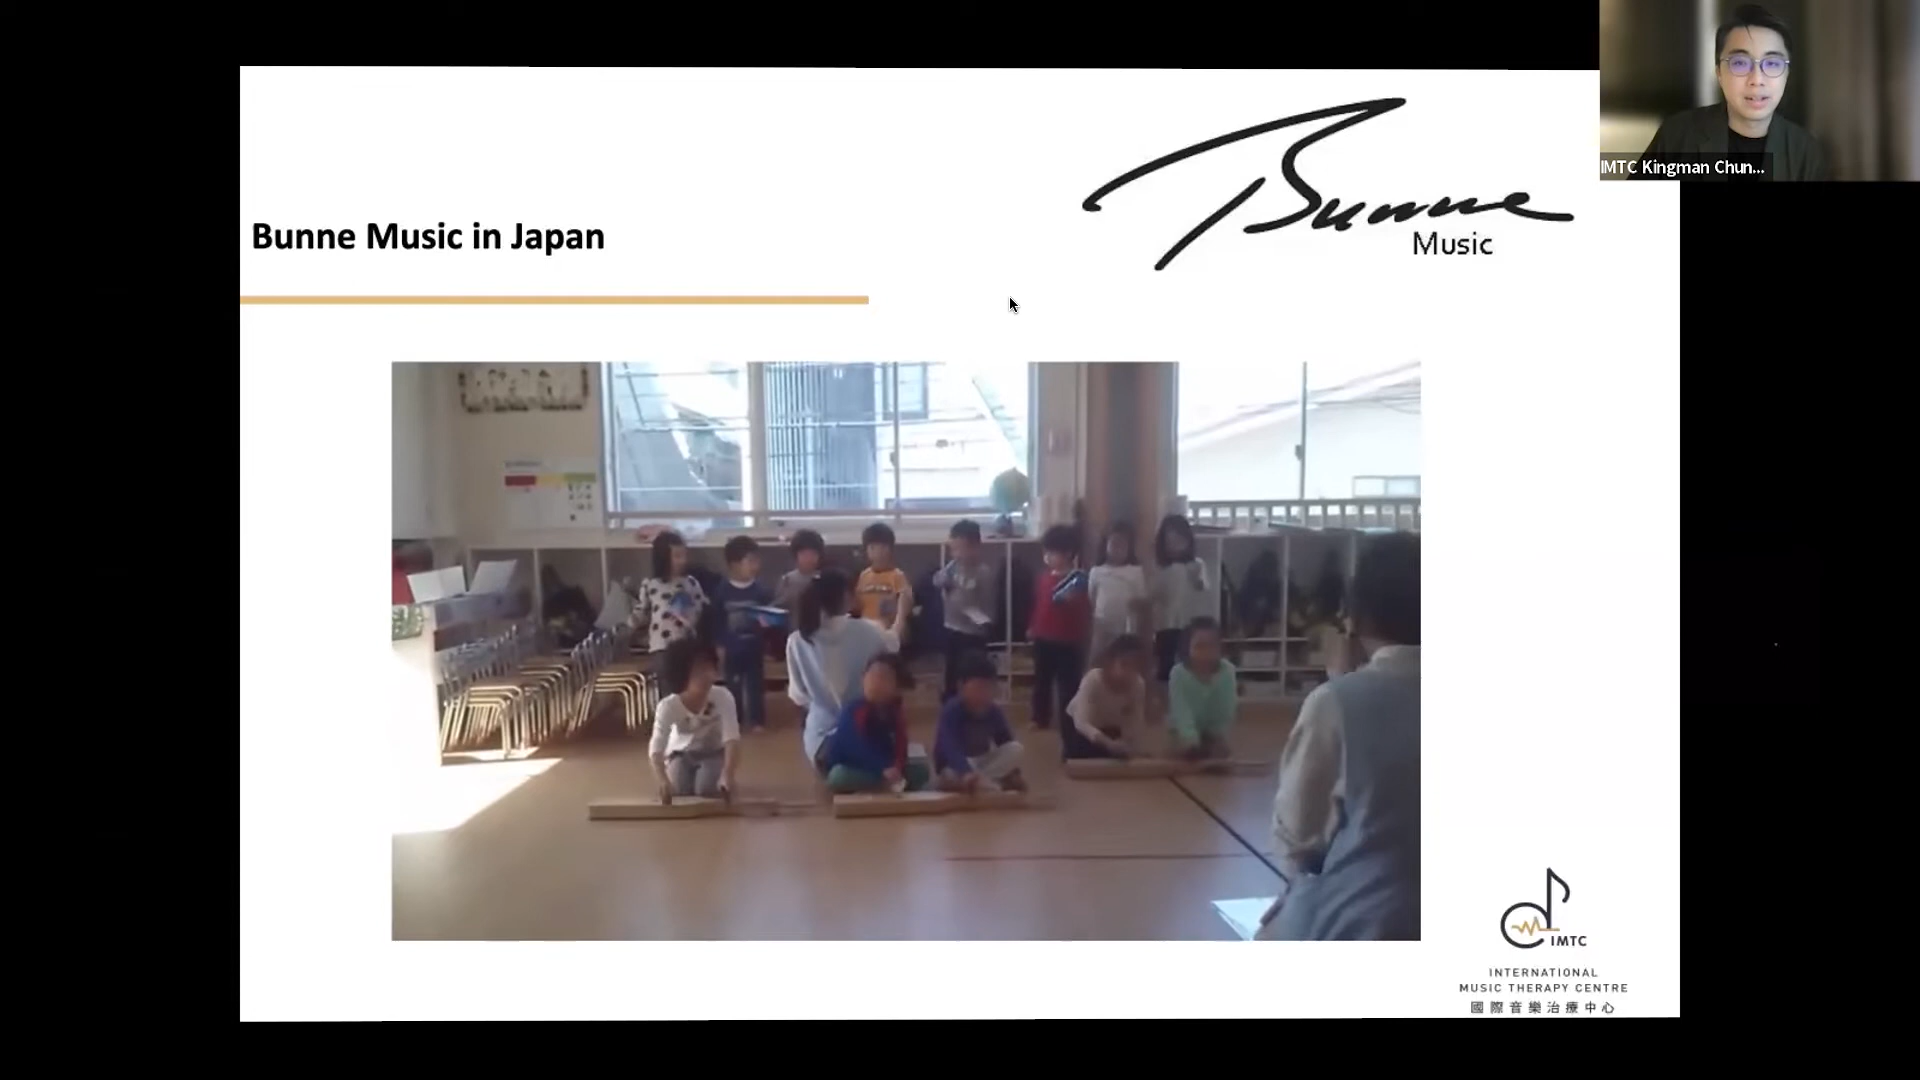 IMTC Kingman Chun...
Bunne
Music
Bunne Music in Japan
IMTC
INTERNATIONAL
MUSIC THERAPY CENTRE
國際音樂治療中心